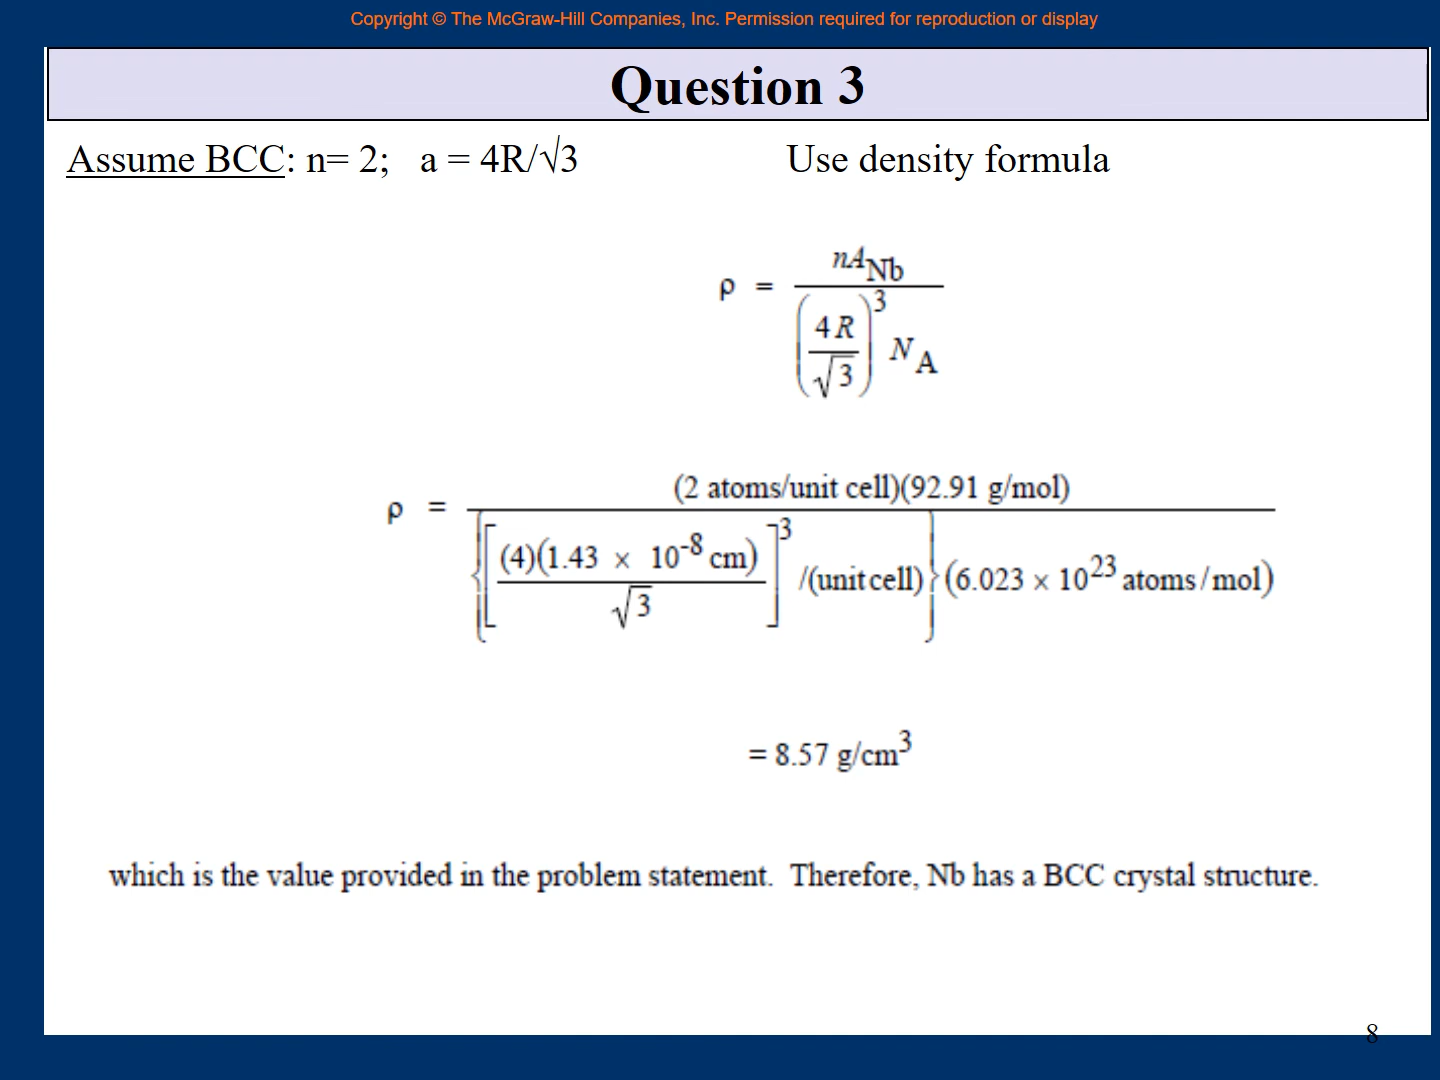 Copyright © The McGraw-Hill Companies, Inc. Permission required for reproduction or display
Question 3
Assume BCC: n= 2;   a = 4R/√3   Use density formula
ρ = nA_Nb / ((4R/√3)^3 N_A)
ρ = (2 atoms/unit cell)(92.91 g/mol) / {[(4)(1.43 × 10^-8 cm)/√3]^3 /(unit cell)}(6.023 × 10^23 atoms/mol)
= 8.57 g/cm^3
which is the value provided in the problem statement.  Therefore, Nb has a BCC crystal structure.
8